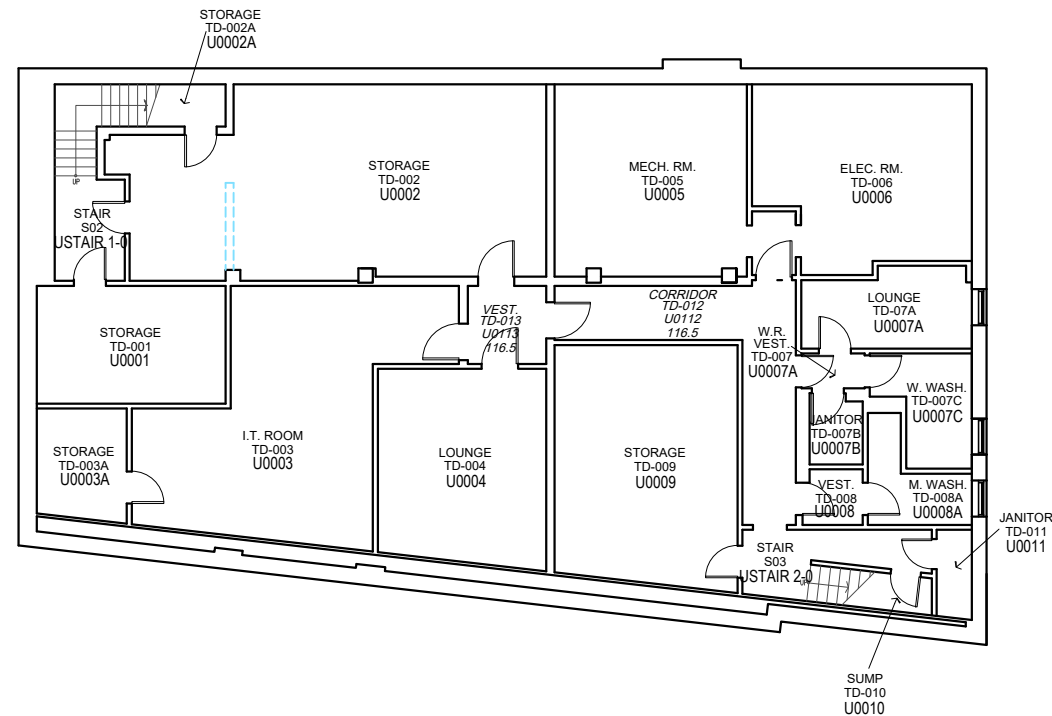 STORAGE
TD-002A
U0002A
STORAGE
TD-002
U0002
MECH. RM.
TD-005
U0005
ELEC. RM.
TD-006
U0006
UP
STAIR
S02
USTAIR 1-0
STORAGE
TD-001
U0001
VEST.
TD-013
U0113
116.5
CORRIDOR
TD-012
U0112
116.5
LOUNGE
TD-07A
U0007A
W.R.
VEST.
TD-007
U0007A
W. WASH.
TD-007C
U0007C
JANITOR
TD-007B
U0007B
STORAGE
TD-003A
U0003A
I.T. ROOM
TD-003
U0003
LOUNGE
TD-004
U0004
STORAGE
TD-009
U0009
VEST.
TD-008
U0008
M. WASH.
TD-008A
U0008A
JANITOR
TD-011
U0011
STAIR
S03
USTAIR 2-0
UP
SUMP
TD-010
U0010